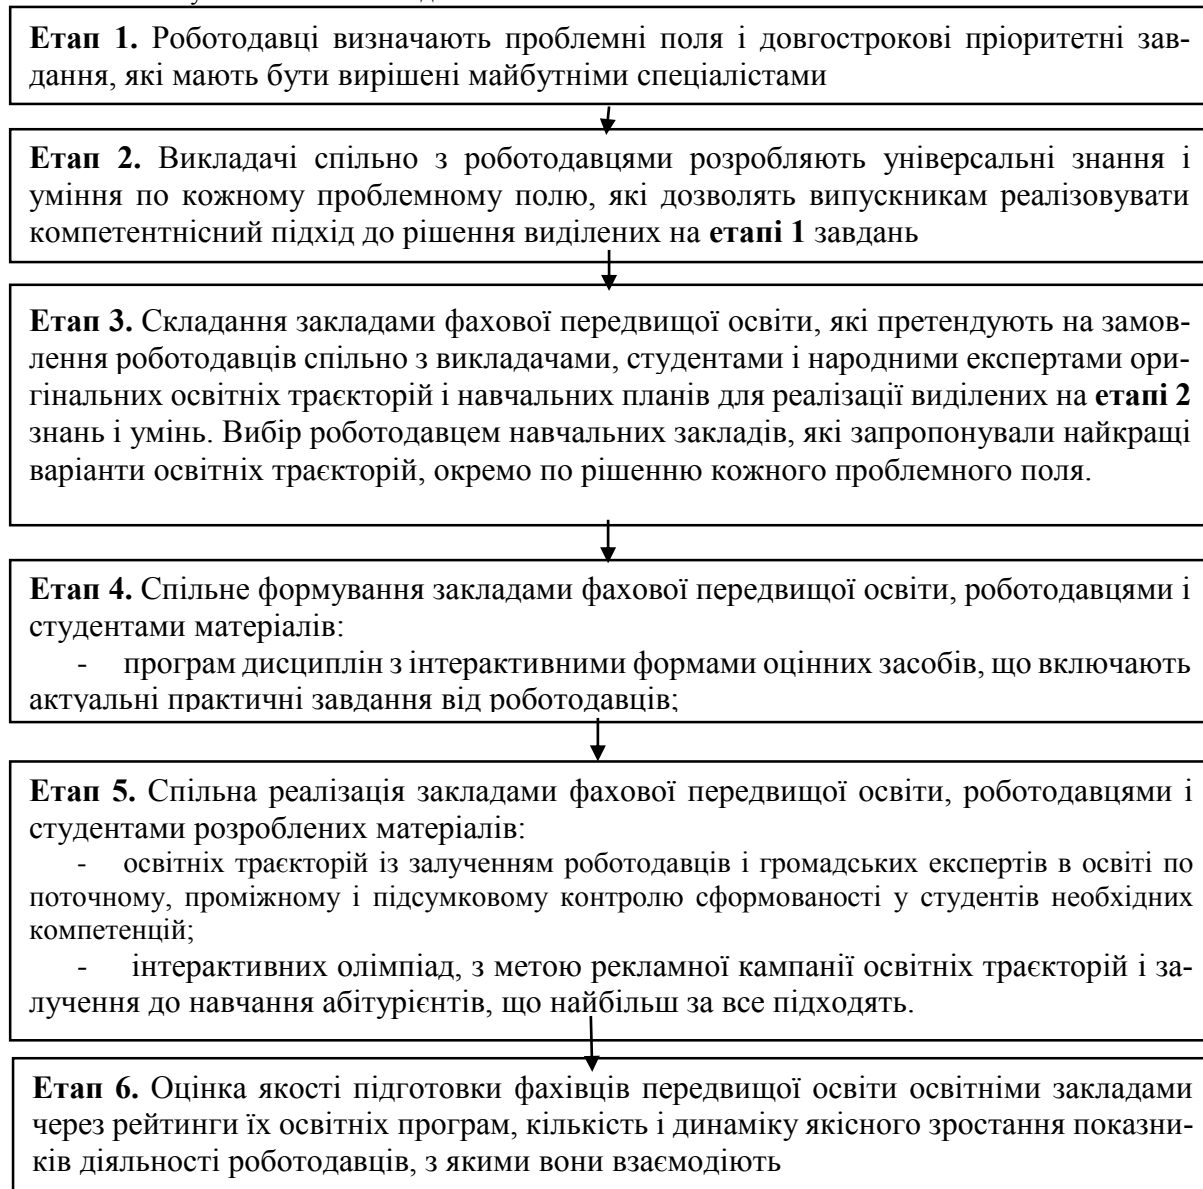 Етап 1. Роботодавці визначають проблемні поля і довгострокові пріоритетні зав-
дання, які мають бути вирішені майбутніми спеціалістами
Етап 2. Викладачі спільно з роботодавцями розробляють універсальні знання і
уміння по кожному проблемному полю, які дозволять випускникам реалізовувати
компетентнісний підхід до рішення виділених на етапі 1 завдань
Етап 3. Складання закладами фахової передвищої освіти, які претендують на замов-
лення роботодавців спільно з викладачами, студентами і народними експертами ори-
гінальних освітніх траєкторій і навчальних планів для реалізації виділених на етапі 2
знань і умінь. Вибір роботодавцем навчальних закладів, які запропонували найкращі
варіанти освітніх траєкторій, окремо по рішенню кожного проблемного поля.
Етап 4. Спільне формування закладами фахової передвищої освіти, роботодавцями і
студентами матеріалів:
- програм дисциплін з інтерактивними формами оцінних засобів, що включають
актуальні практичні завдання від роботодавців;
Етап 5. Спільна реалізація закладами фахової передвищої освіти, роботодавцями і
студентами розроблених матеріалів:
- освітніх траєкторій із залученням роботодавців і громадських експертів в освіті по
поточному, проміжному і підсумковому контролю сформованості у студентів необхідних
компетенцій;
- інтерактивних олімпіад, з метою рекламної кампанії освітніх траєкторій і за-
лучення до навчання абітурієнтів, що найбільш за все підходять.
Етап 6. Оцінка якості підготовки фахівців передвищої освіти освітніми закладами
через рейтинги їх освітніх програм, кількість і динаміку якісного зростання показни-
ків діяльності роботодавців, з якими вони взаємодіють